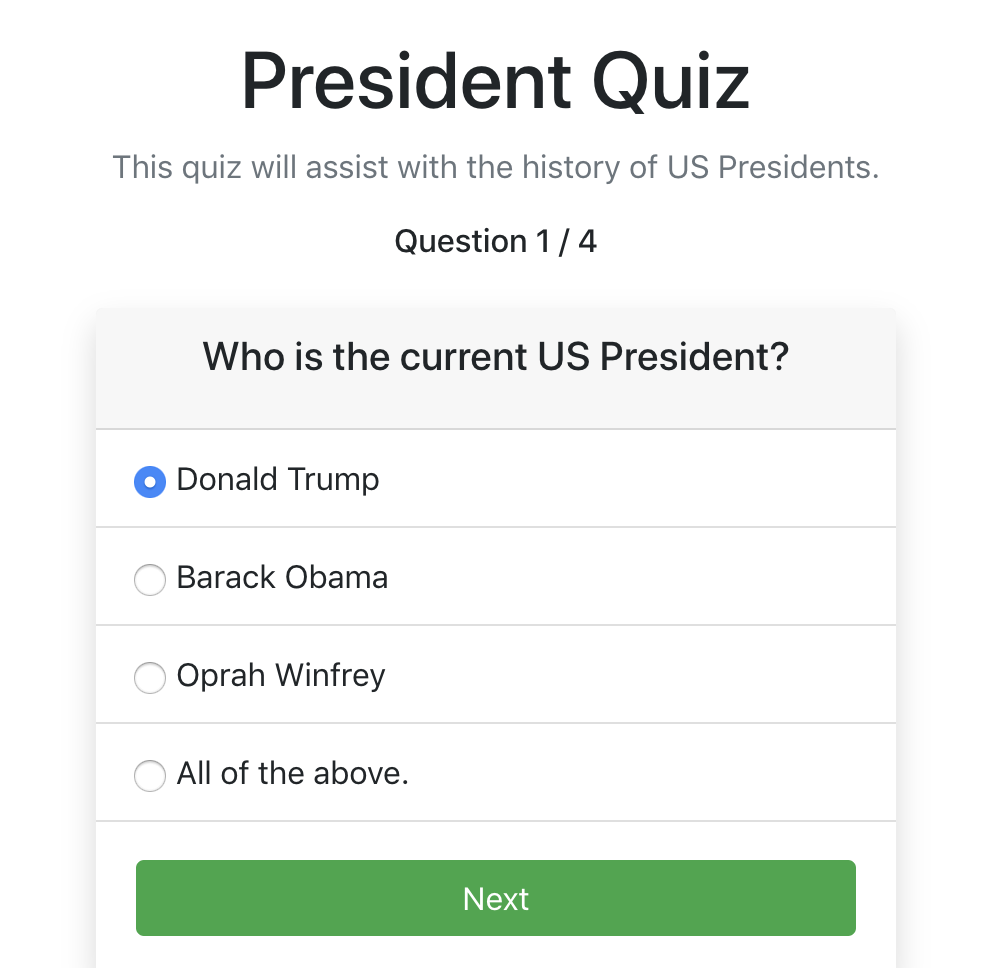 President Quiz
This quiz will assist with the history of US Presidents.
Question 1 / 4
Who is the current US President?
Donald Trump
Barack Obama
Oprah Winfrey
All of the above.
Next